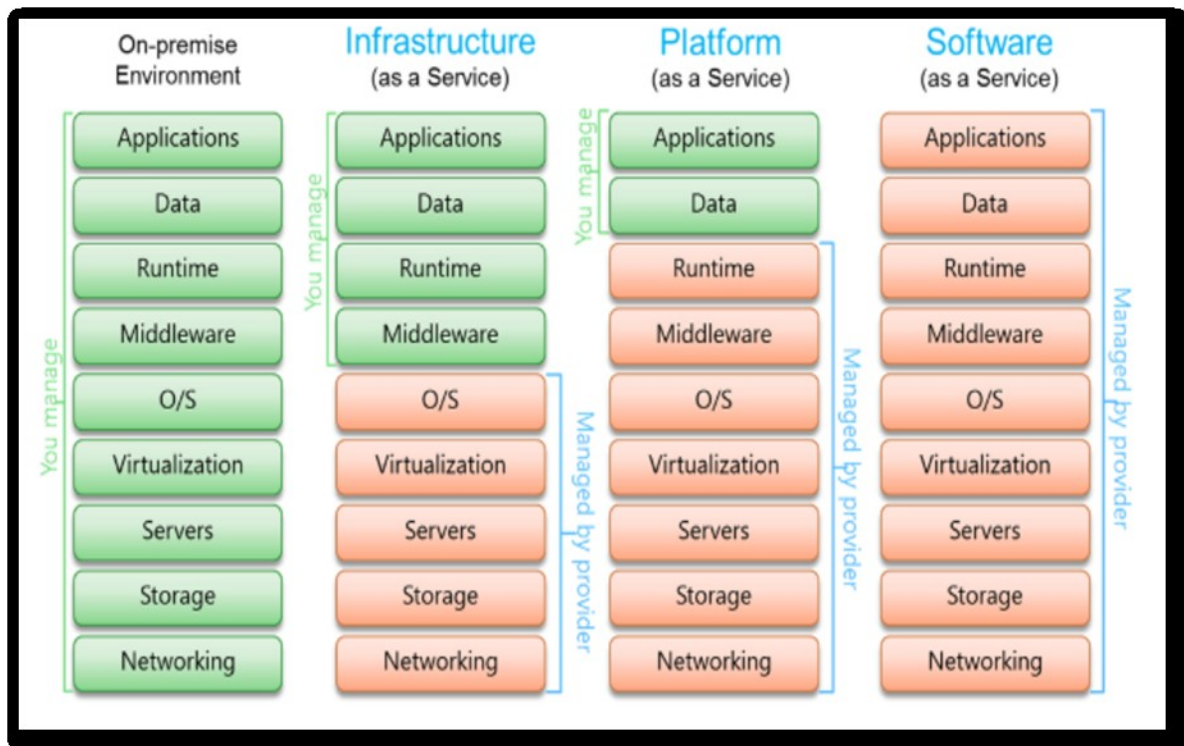 On-premise
Environment
You manage
Applications
Data
Runtime
Middleware
O/S
Virtualization
Servers
Storage
Networking
Infrastructure
(as a Service)
You manage
Applications
Data
Runtime
Middleware
O/S
Virtualization
Servers
Storage
Networking
Managed by provider
Platform
(as a Service)
You manage
Applications
Data
Runtime
Middleware
O/S
Virtualization
Servers
Storage
Networking
Managed by provider
Software
(as a Service)
Applications
Data
Runtime
Middleware
O/S
Virtualization
Servers
Storage
Networking
Managed by provider